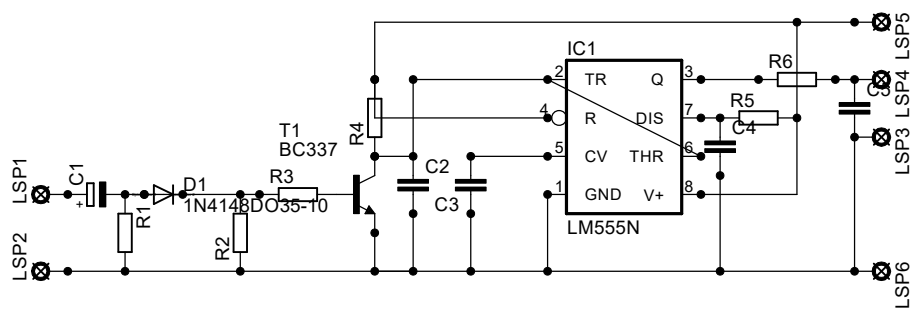 LSP5
IC1
R6
2
TR
Q
3
LSP4
C5
4
R
DIS
7
R5
R4
T1
BC337
C4
LSP3
5
CV
THR
6
LSP1
C1
+
D1
1N4148DO35-10
R3
C2
C3
1
GND
V+
8
R1
R2
LM555N
LSP2
LSP6